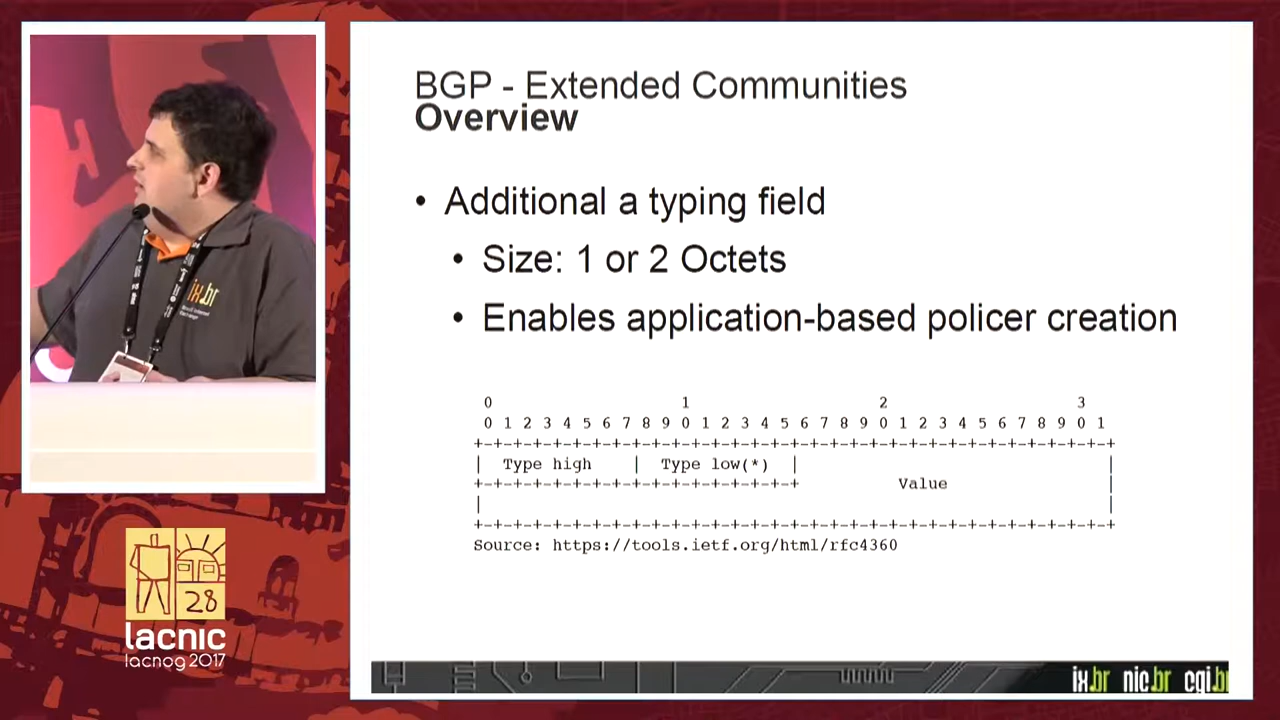 BGP - Extended Communities
Overview
• Additional a typing field
• Size: 1 or 2 Octets
• Enables application-based policer creation
0 1 2 3
0 1 2 3 4 5 6 7 8 9 0 1 2 3 4 5 6 7 8 9 0 1 2 3 4 5 6 7 8 9 0 1
+-+-+-+-+-+-+-+-+-+-+-+-+-+-+-+-+-+-+-+-+-+-+-+-+-+-+-+-+-+-+-+-+
| Type high | Type low(*) | |
+-+-+-+-+-+-+-+-+-+-+-+-+-+-+-+-+ Value |
| |
+-+-+-+-+-+-+-+-+-+-+-+-+-+-+-+-+-+-+-+-+-+-+-+-+-+-+-+-+-+-+-+-+
Source: https://tools.ietf.org/html/rfc4360
ix.br
28
lacnic
lacnog 2017
ix.br nic.br cgi.br